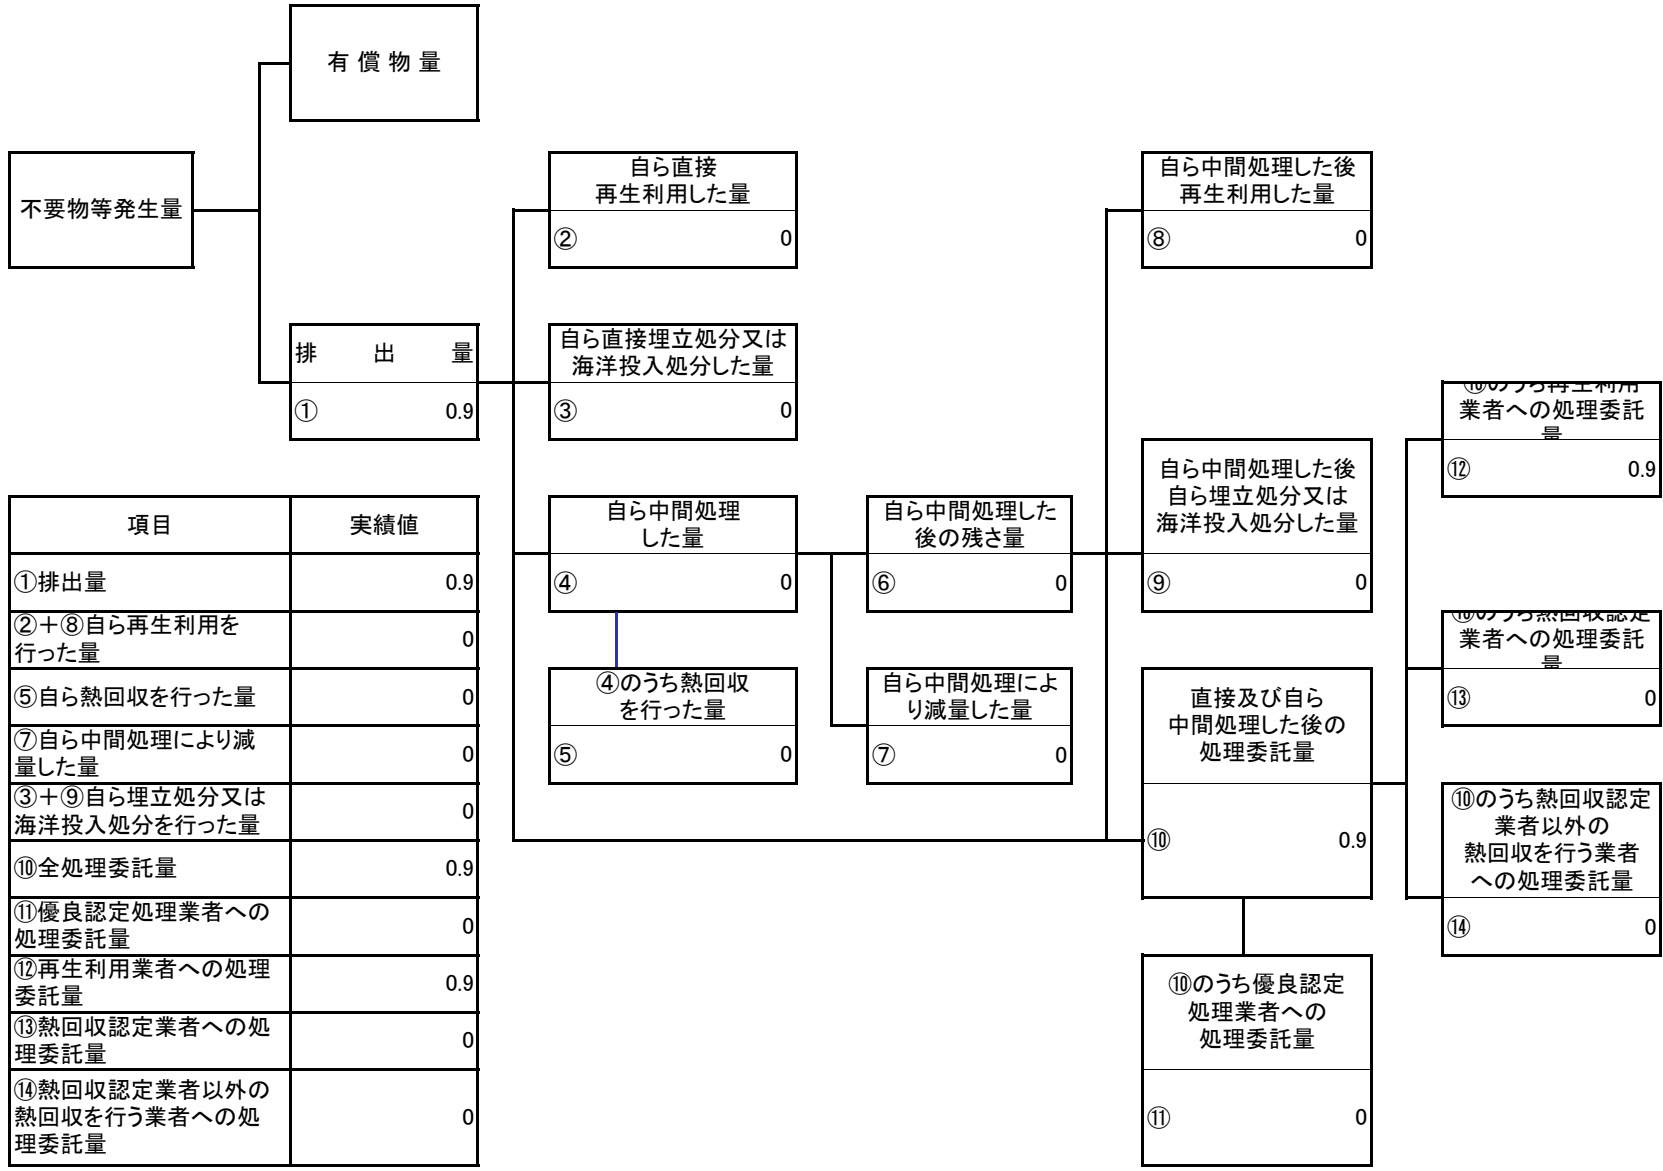 有償物量
不要物等発生量
自ら直接
再生利用した量
② 0
自ら中間処理した後
再生利用した量
⑧ 0
排出量
① 0.9
自ら直接埋立処分又は
海洋投入処分した量
③ 0
⑩のうち再生利用
業者への処理委託
量
⑫ 0.9
自ら中間処理した後
自ら埋立処分又は
海洋投入処分した量
⑨ 0
自ら中間処理
した量
④ 0
自ら中間処理した
後の残さ量
⑥ 0
⑩のうち熱回収認定
業者への処理委託
量
⑬ 0
④のうち熱回収
を行った量
⑤ 0
自ら中間処理によ
り減量した量
⑦ 0
直接及び自ら
中間処理した後の
処理委託量
⑩ 0.9
⑩のうち熱回収認定
業者以外の
熱回収を行う業者
への処理委託量
⑭ 0
⑩のうち優良認定
処理業者への
処理委託量
⑪ 0
項目 実績値
①排出量 0.9
②+⑧自ら再生利用を
行った量 0
⑤自ら熱回収を行った量 0
⑦自ら中間処理により減
量した量 0
③+⑨自ら埋立処分又は
海洋投入処分を行った量 0
⑩全処理委託量 0.9
⑪優良認定処理業者への
処理委託量 0
⑫再生利用業者への処理
委託量 0.9
⑬熱回収認定業者への処
理委託量 0
⑭熱回収認定業者以外の
熱回収を行う業者への処
理委託量 0